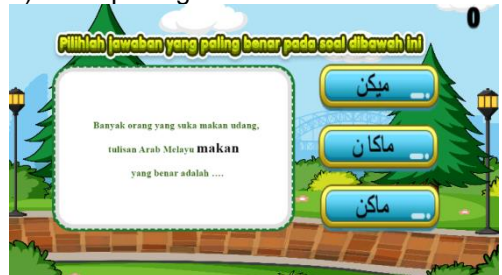 0
Pilihlah jawaban yang paling benar pada soal dibawah ini
Banyak orang yang suka makan udang,
tulisan Arab Melayu makan
yang benar adalah ....
ميكن
ماكا ن
ماكن